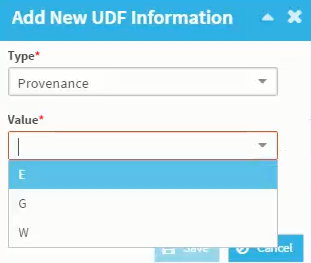 Add New UDF Information
Type*
Provenance
Value*
E
G
W
Save
Cancel